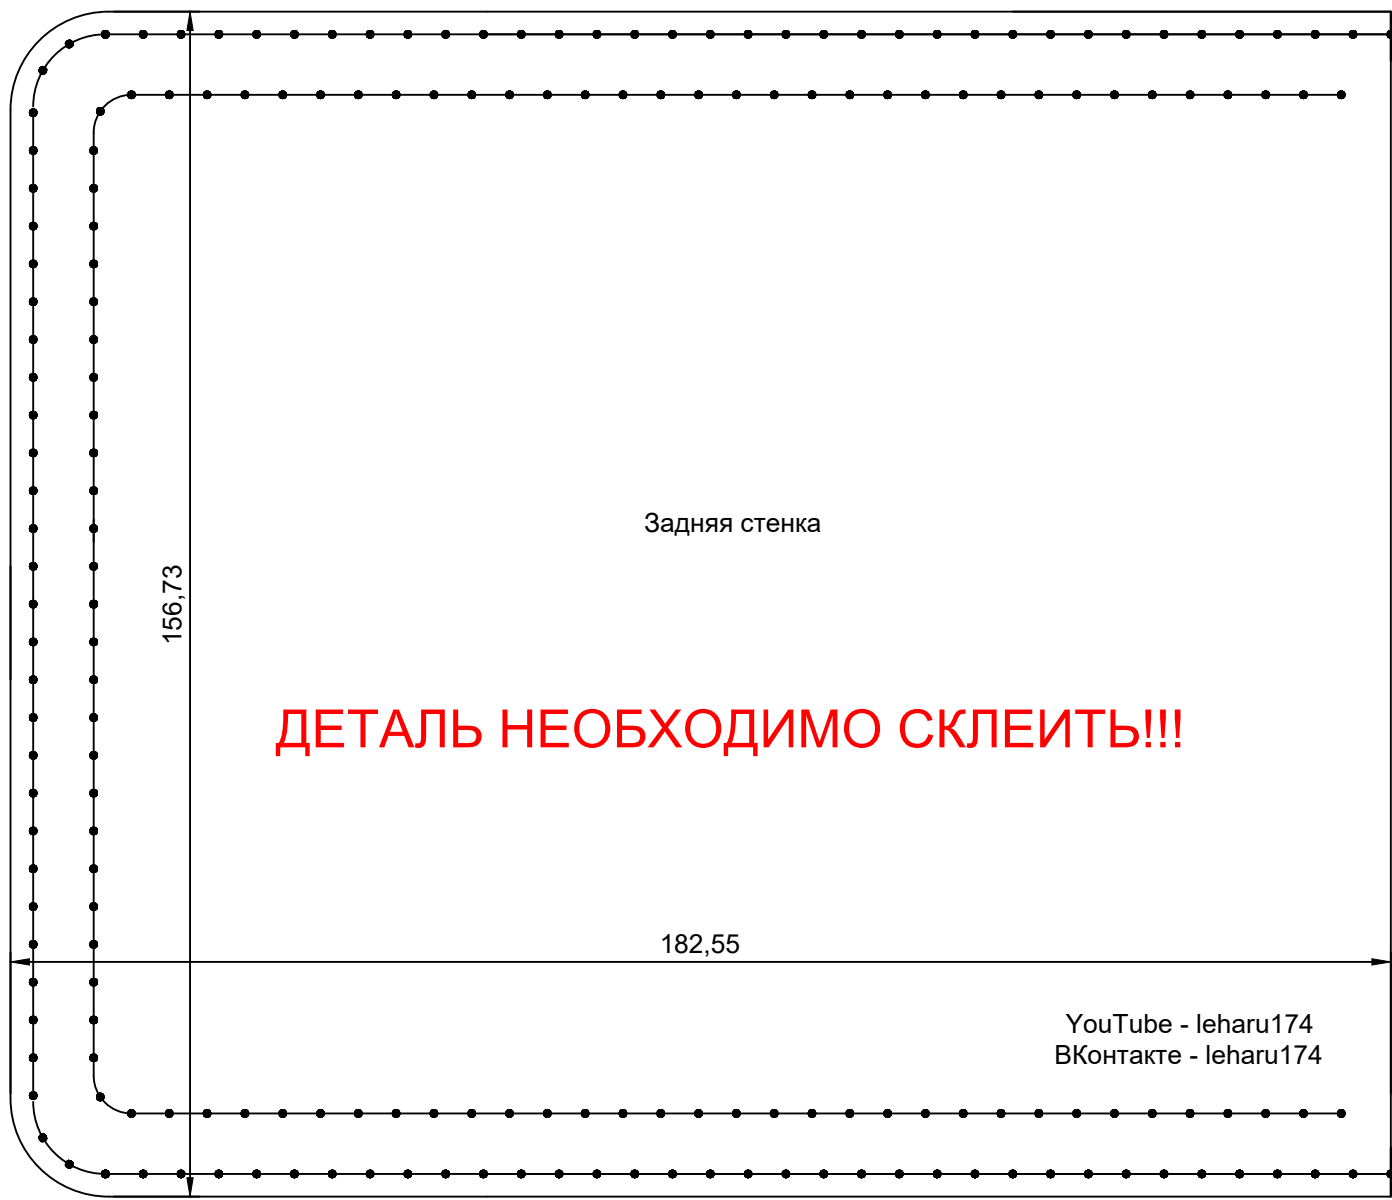 Задняя стенка
156,73
ДЕТАЛЬ НЕОБХОДИМО СКЛЕИТЬ!!!
182,55
YouTube - leharu174
ВКонтакте - leharu174